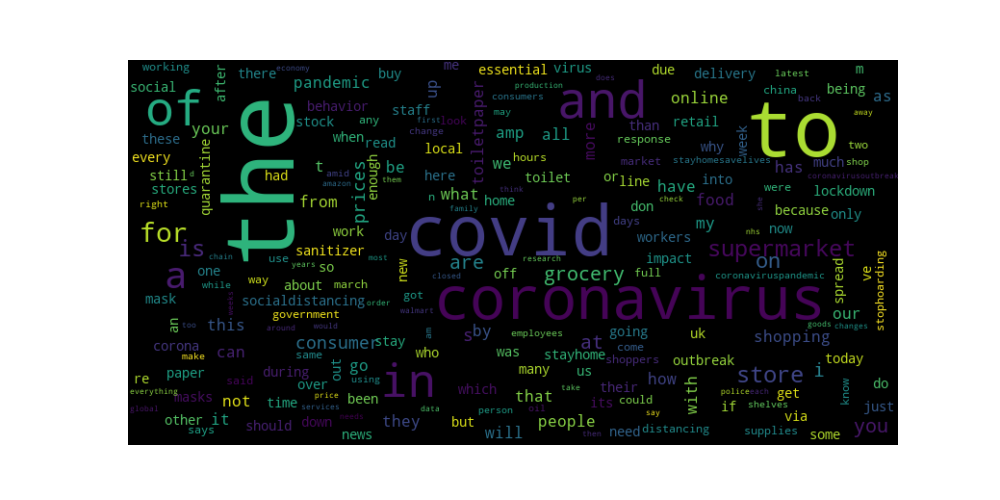 working
there
economy
me
essential
virus
due
delivery
latest
m
social
after
pandemic
buy
up
production
does
consumers
china
being
back
as
of
the
behavior
staff
toiletpaper
and
online
to
your
stock
any
first
look
may
amp
all
more
than
retail
away
these
when
read
change
local
response
why
week
two
every
quarantine
t
amid
enough
be
here
we
hours
market
stayhomesavelives
has
much
shop
still
d
had
amazon
them
toilet
or
line
have
into
coronavirusoutbreak
stores
from
prices
n
what
home
think
per
check
food
were
lockdown
right
family
don
she
because
only
for
work
day
covid
days
my
now
is
sanitizer
workers
nhs
supermarket
chain
use
most
are
research
impact
on
a
one
years
so
new
off
closed
grocery
full
coronaviruspandemic
spread
ve
stophoarding
while
way
about
march
mask
needs
socialdistancing
order
got
walmart
coronavirus
our
goods
changes
an
too
this
government
around
would
am
s
by
employees
at
going
uk
shopping
corona
make
can
consumer
stay
who
was
stayhome
come
shoppers
outbreak
today
same
re
paper
during
over
out
go
using
many
us
how
store
i
everything
said
which
take
their
with
police
each
get
know
do
masks
not
time
price
services
been
data
person
that
oil
its
could
say
if
shelves
just
global
other
it
should
down
needs
they
but
people
via
says
news
will
then
need
distancing
supplies
some
you